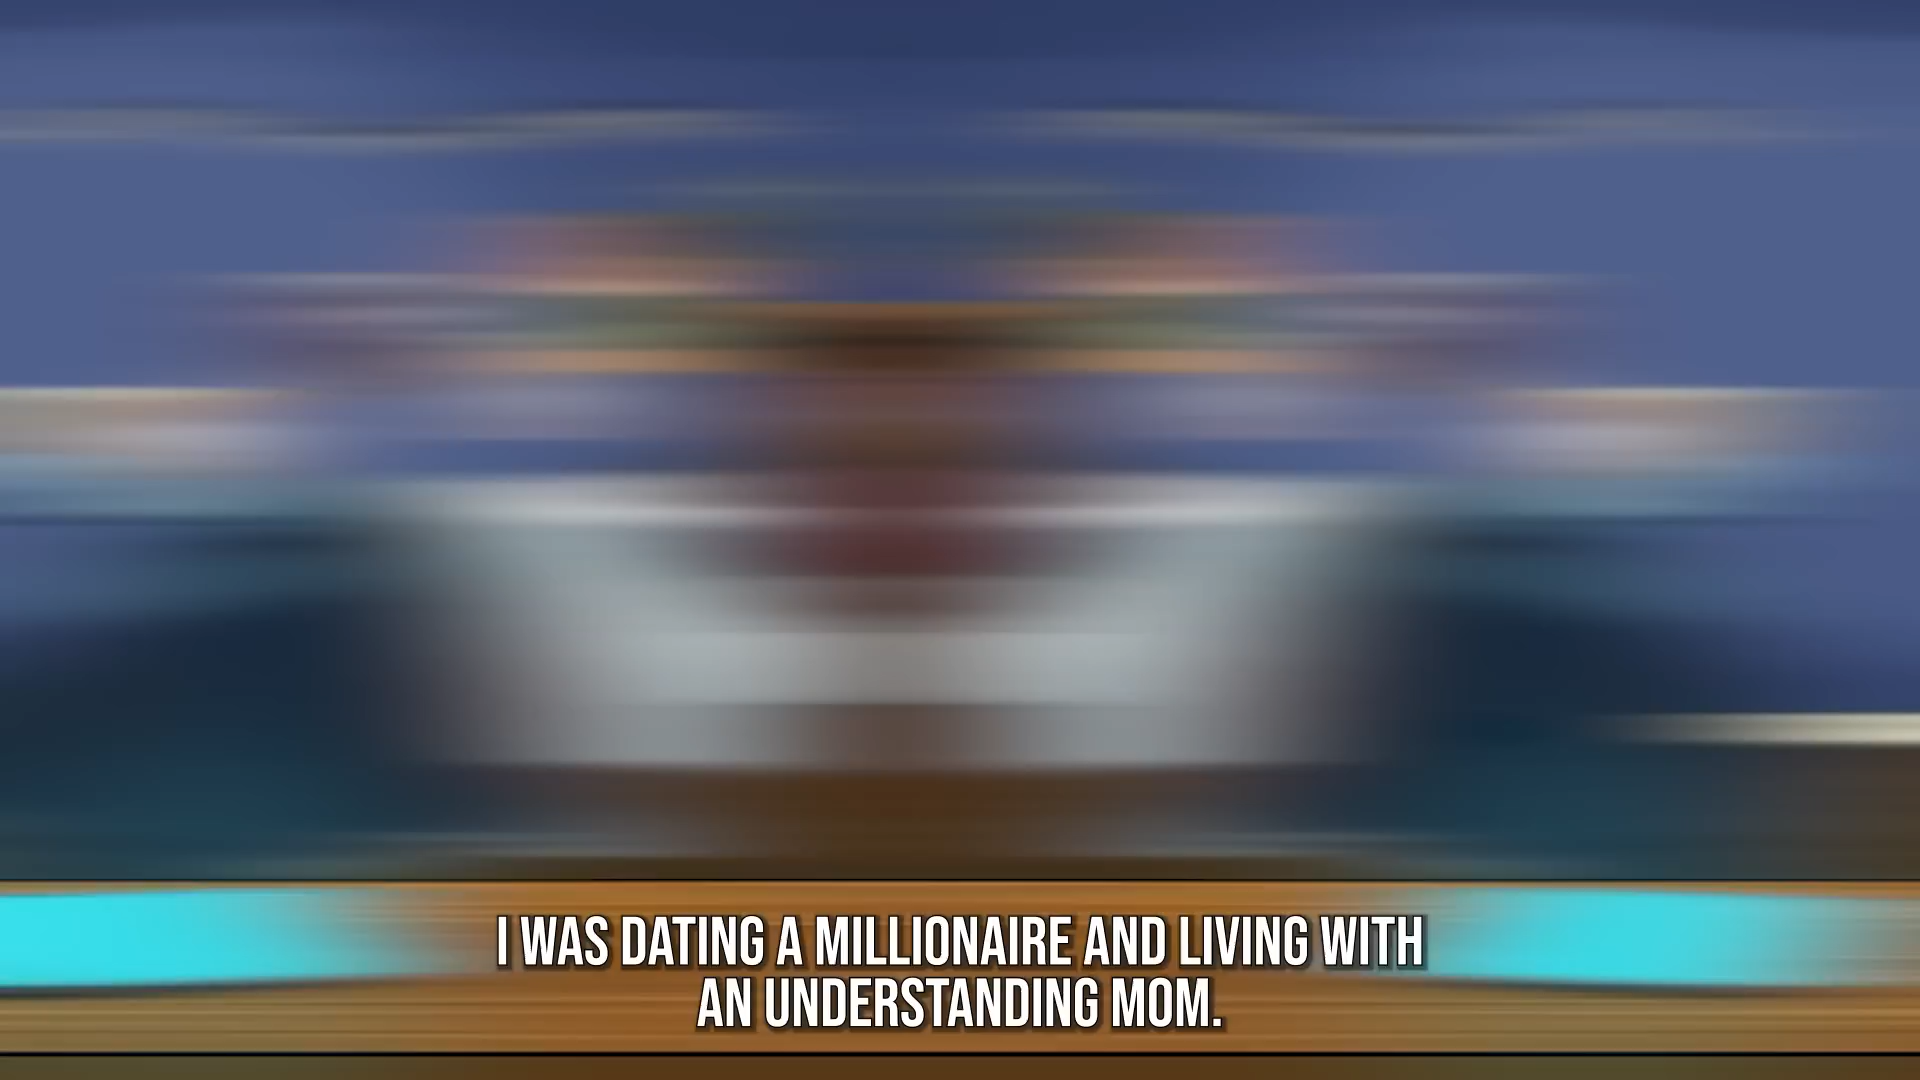 I WAS DATING A MILLIONAIRE AND LIVING WITH
AN UNDERSTANDING MOM.